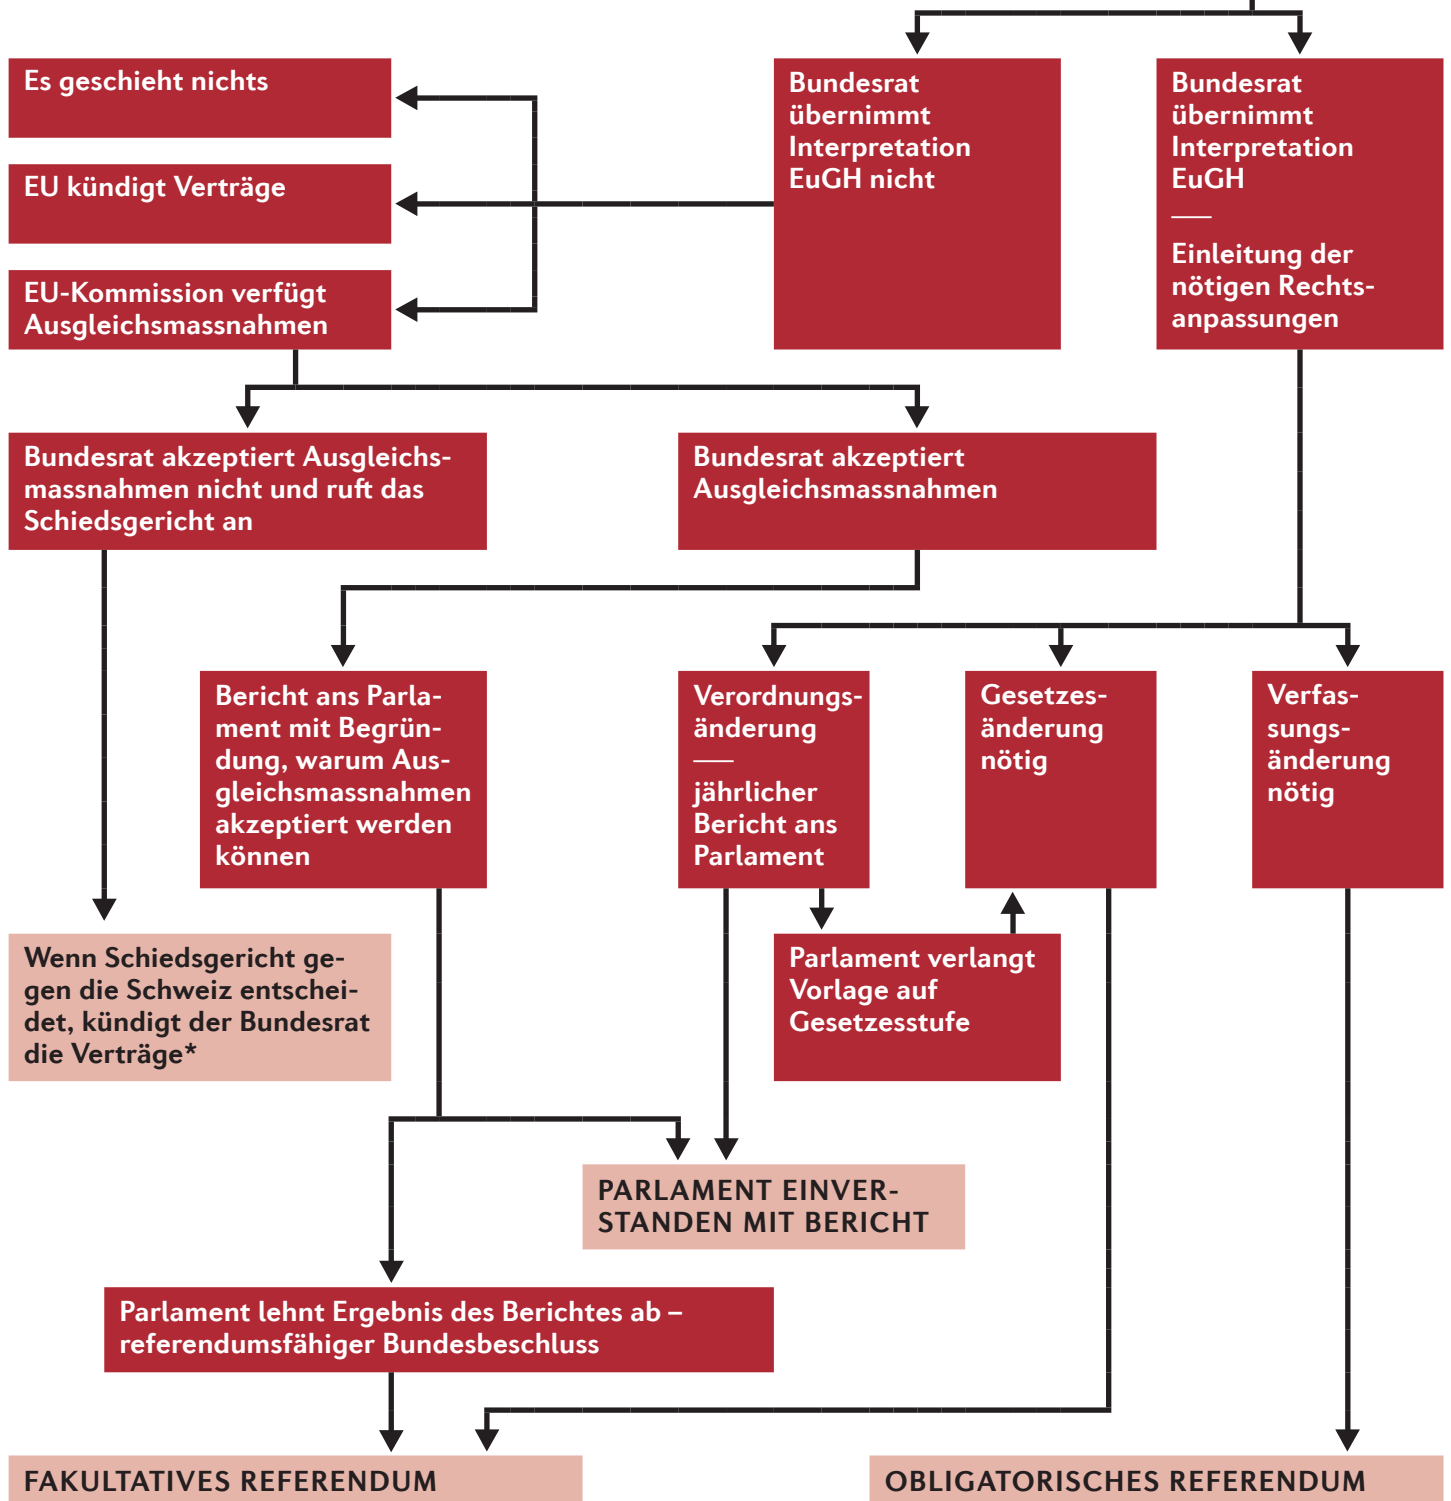 Es geschieht nichts
EU kündigt Verträge
EU-Kommission verfügt
Ausgleichsmassnahmen
Bundesrat
übernimmt
Interpretation
EuGH nicht
Bundesrat
übernimmt
Interpretation
EuGH
Einleitung der
nötigen Rechts-
anpassungen
Bundesrat akzeptiert Ausgleichs-
massnahmen nicht und ruft das
Schiedsgericht an
Bundesrat akzeptiert
Ausgleichsmassnahmen
Bericht ans Parla-
ment mit Begrün-
dung, warum Aus-
gleichsmassnahmen
akzeptiert werden
können
Verordnungs-
änderung
jährlicher
Bericht ans
Parlament
Gesetzes-
änderung
nötig
Verfas-
sungs-
änderung
nötig
Wenn Schiedsgericht ge-
gen die Schweiz entschei-
det, kündigt der Bundesrat
die Verträge*
Parlament verlangt
Vorlage auf
Gesetzesstufe
PARLAMENT EINVER-
STANDEN MIT BERICHT
Parlament lehnt Ergebnis des Berichtes ab –
referendumsfähiger Bundesbeschluss
FAKULTATIVES REFERENDUM
OBLIGATORISCHES REFERENDUM